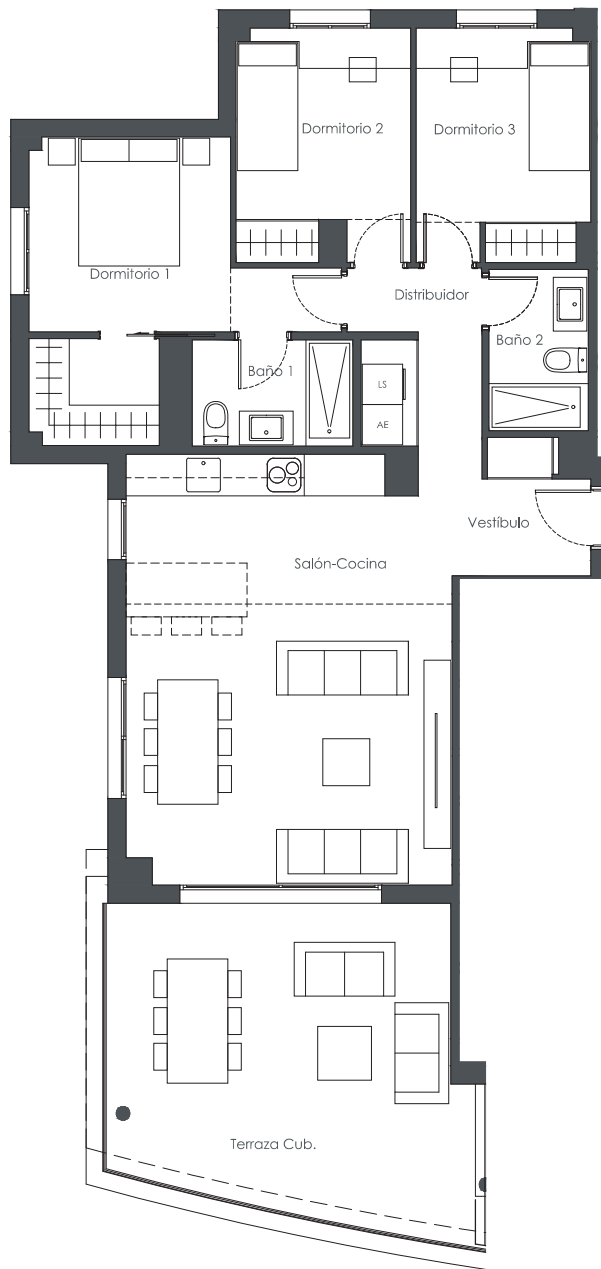 Dormitorio 2
Dormitorio 3
Dormitorio 1
Distribuidor
Baño 2
Baño 1
LS
AE
Vestíbulo
Salón-Cocina
Terraza Cub.